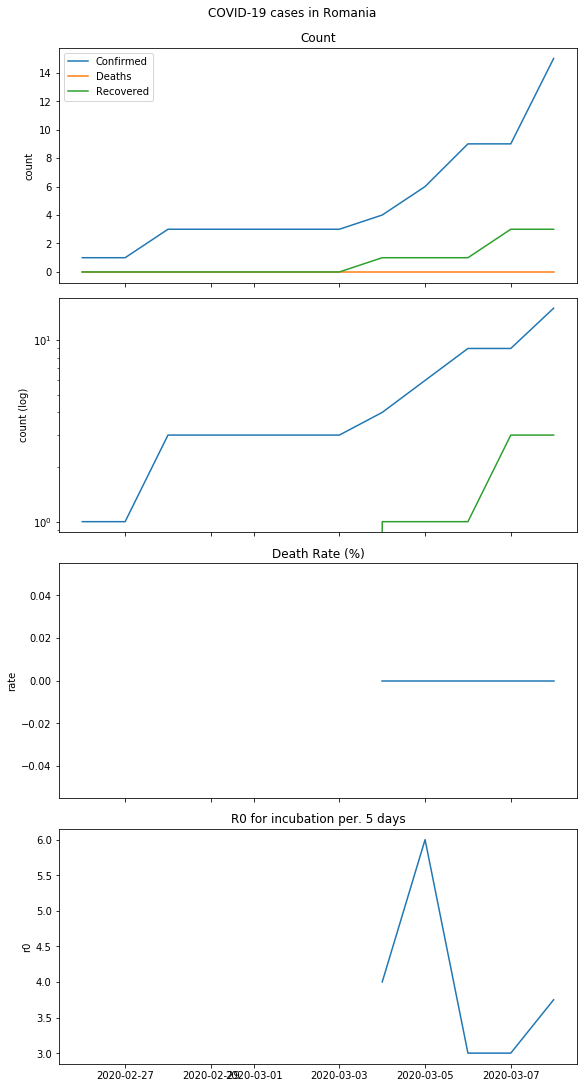 COVID-19 cases in Romania
Count
Confirmed
Deaths
Recovered
14
12
10
8
6
4
2
0
count
10¹
10⁰
count (log)
Death Rate (%)
0.04
0.02
0.00
−0.02
−0.04
rate
R0 for incubation per. 5 days
6.0
5.5
5.0
4.5
4.0
3.5
3.0
r0
2020-02-27 2020-02-29 2020-03-01 2020-03-03 2020-03-05 2020-03-07